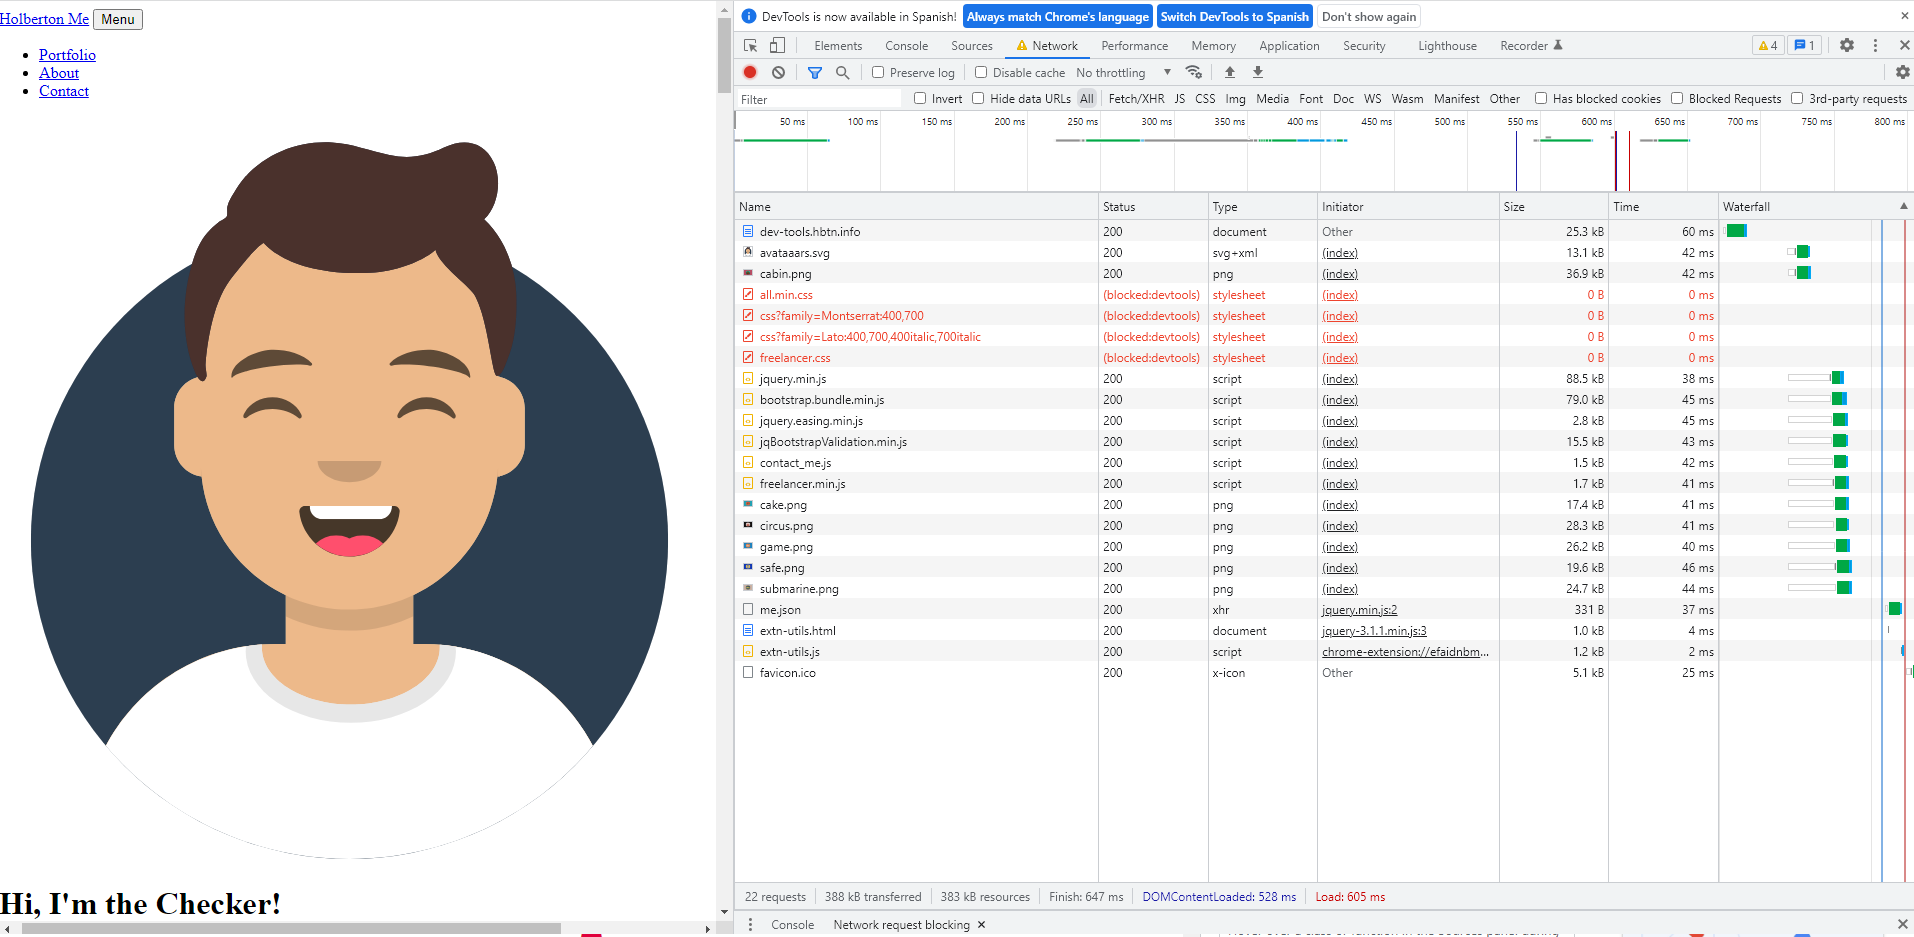 Holberton Me Menu
Portfolio
About
Contact
Hi, I'm the Checker!
DevTools is now available in Spanish! Always match Chrome's language Switch DevTools to Spanish Don't show again ×
Elements Console Sources Network Performance Memory Application Security Lighthouse Recorder 4 1
Preserve log Disable cache No throttling
Filter Invert Hide data URLs All Fetch/XHR JS CSS Img Media Font Doc WS Wasm Manifest Other Has blocked cookies Blocked Requests 3rd-party requests
50 ms 100 ms 150 ms 200 ms 250 ms 300 ms 350 ms 400 ms 450 ms 500 ms 550 ms 600 ms 650 ms 700 ms 750 ms 800 ms
Name Status Type Initiator Size Time Waterfall
dev-tools.hbtn.info 200 document Other 25.3 kB 60 ms
avataaars.svg 200 svg+xml (index) 13.1 kB 42 ms
cabin.png 200 png (index) 36.9 kB 42 ms
all.min.css (blocked:devtools) stylesheet (index) 0 B 0 ms
css?family=Montserrat:400,700 (blocked:devtools) stylesheet (index) 0 B 0 ms
css?family=Lato:400,700,400italic,700italic (blocked:devtools) stylesheet (index) 0 B 0 ms
freelancer.css (blocked:devtools) stylesheet (index) 0 B 0 ms
jquery.min.js 200 script (index) 88.5 kB 38 ms
bootstrap.bundle.min.js 200 script (index) 79.0 kB 45 ms
jquery.easing.min.js 200 script (index) 2.8 kB 45 ms
jqBootstrapValidation.min.js 200 script (index) 15.5 kB 43 ms
contact_me.js 200 script (index) 1.5 kB 42 ms
freelancer.min.js 200 script (index) 1.7 kB 41 ms
cake.png 200 png (index) 17.4 kB 41 ms
circus.png 200 png (index) 28.3 kB 41 ms
game.png 200 png (index) 26.2 kB 40 ms
safe.png 200 png (index) 19.6 kB 46 ms
submarine.png 200 png (index) 24.7 kB 44 ms
me.json 200 xhr jquery.min.js:2 331 B 37 ms
extn-utils.html 200 document jquery-3.1.1.min.js:3 1.0 kB 4 ms
extn-utils.js 200 script chrome-extension://efaidnbm... 1.2 kB 2 ms
favicon.ico 200 x-icon Other 5.1 kB 25 ms
22 requests 388 kB transferred 383 kB resources Finish: 647 ms DOMContentLoaded: 528 ms Load: 605 ms
Console Network request blocking ×